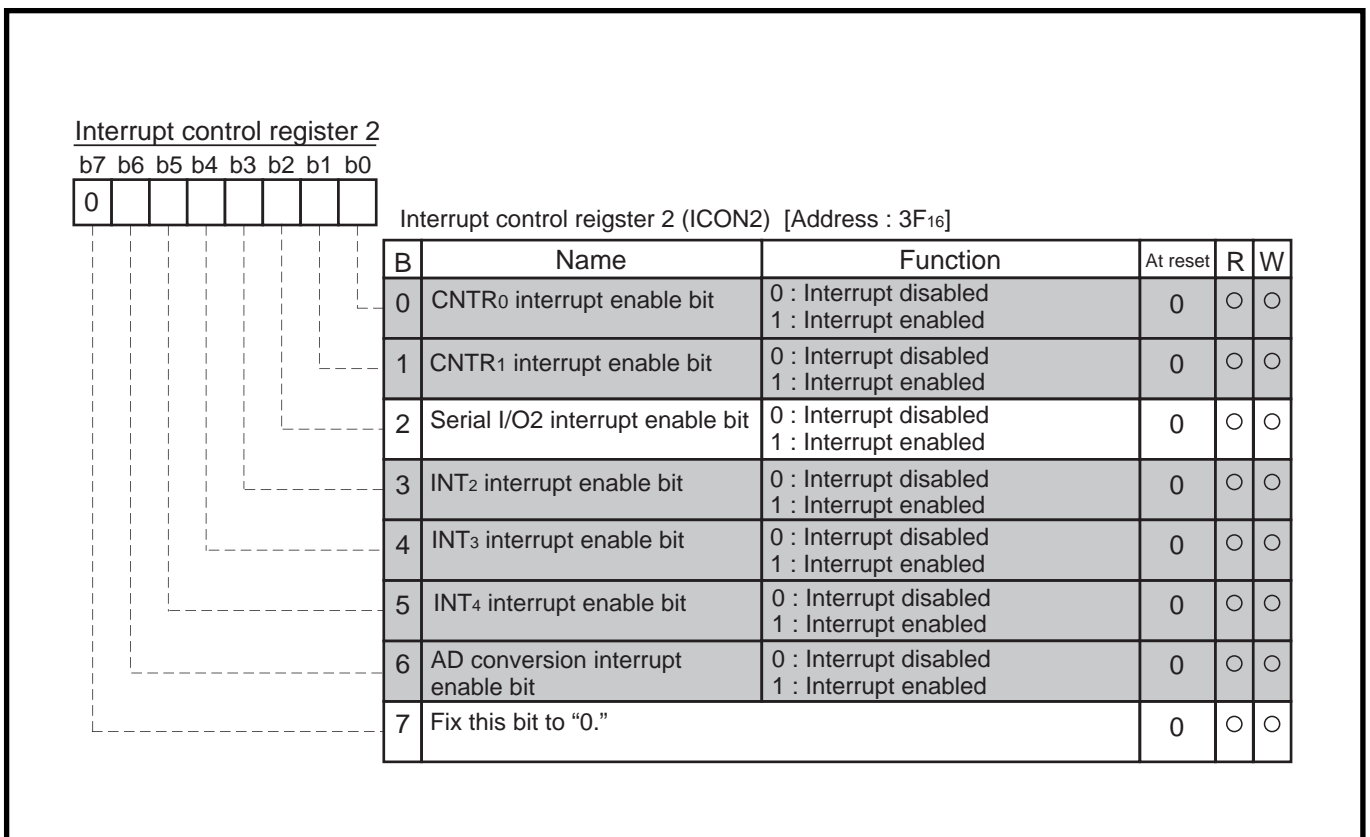 Interrupt control register 2
b7 b6 b5 b4 b3 b2 b1 b0
0
Interrupt control reigster 2 (ICON2) [Address : 3F16]
B Name Function At reset R W
0 CNTR0 interrupt enable bit 0 : Interrupt disabled 0 ○ ○
1 : Interrupt enabled
1 CNTR1 interrupt enable bit 0 : Interrupt disabled 0 ○ ○
1 : Interrupt enabled
2 Serial I/O2 interrupt enable bit 0 : Interrupt disabled 0 ○ ○
1 : Interrupt enabled
3 INT2 interrupt enable bit 0 : Interrupt disabled 0 ○ ○
1 : Interrupt enabled
4 INT3 interrupt enable bit 0 : Interrupt disabled 0 ○ ○
1 : Interrupt enabled
5 INT4 interrupt enable bit 0 : Interrupt disabled 0 ○ ○
1 : Interrupt enabled
6 AD conversion interrupt 0 : Interrupt disabled 0 ○ ○
enable bit 1 : Interrupt enabled
7 Fix this bit to “0.” 0 ○ ○